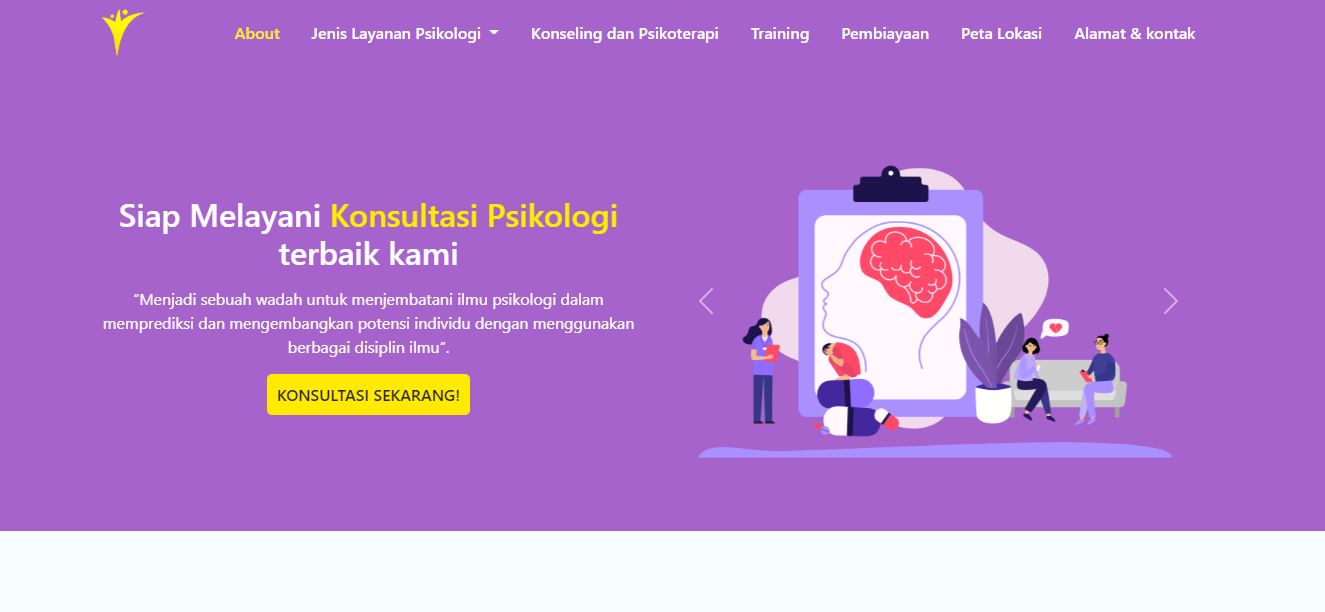 About
Jenis Layanan Psikologi
Konseling dan Psikoterapi
Training
Pembiayaan
Peta Lokasi
Alamat & kontak
Siap Melayani Konsultasi Psikologi
terbaik kami
"Menjadi sebuah wadah untuk menjembatani ilmu psikologi dalam
memprediksi dan mengembangkan potensi individu dengan menggunakan
berbagai disiplin ilmu".
KONSULTASI SEKARANG!